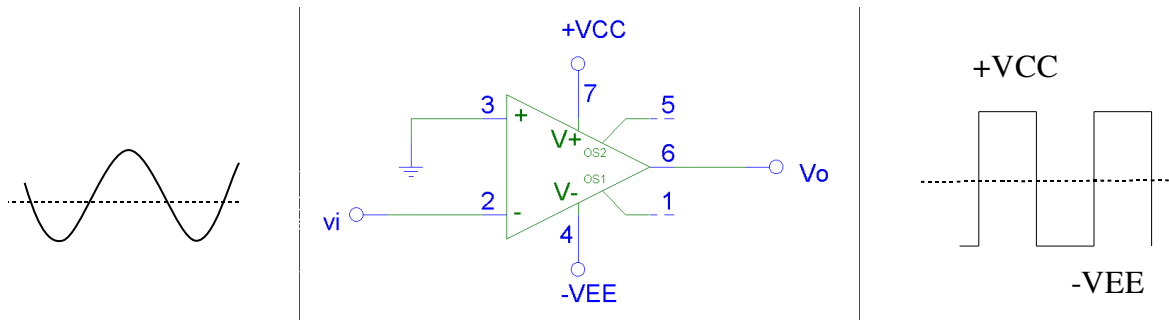 +VCC
7
3
+
5
V+
OS2
6
Vo
OS1
V-
2
-
1
vi
4
-VEE
+VCC
-VEE